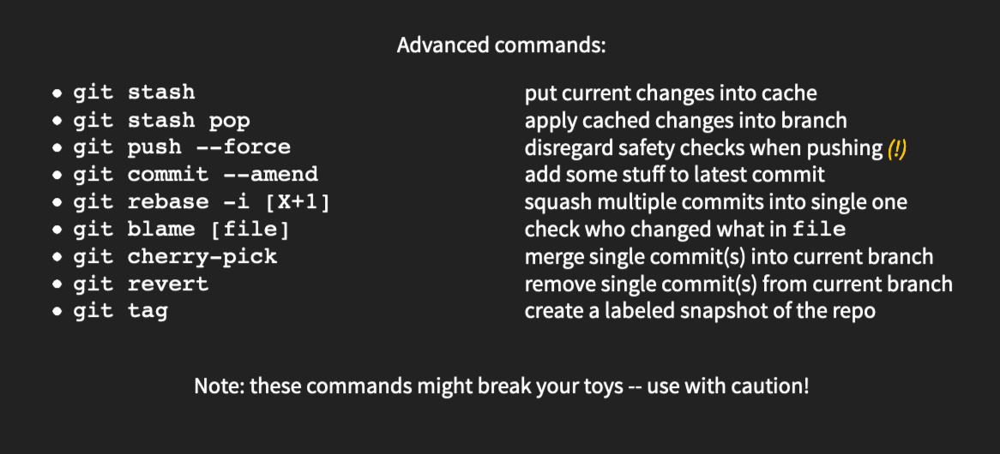 Advanced commands:
• git stash put current changes into cache
• git stash pop apply cached changes into branch
• git push --force disregard safety checks when pushing (!)
• git commit --amend add some stuff to latest commit
• git rebase -i [X+1] squash multiple commits into single one
• git blame [file] check who changed what in file
• git cherry-pick merge single commit(s) into current branch
• git revert remove single commit(s) from current branch
• git tag create a labeled snapshot of the repo
Note: these commands might break your toys -- use with caution!